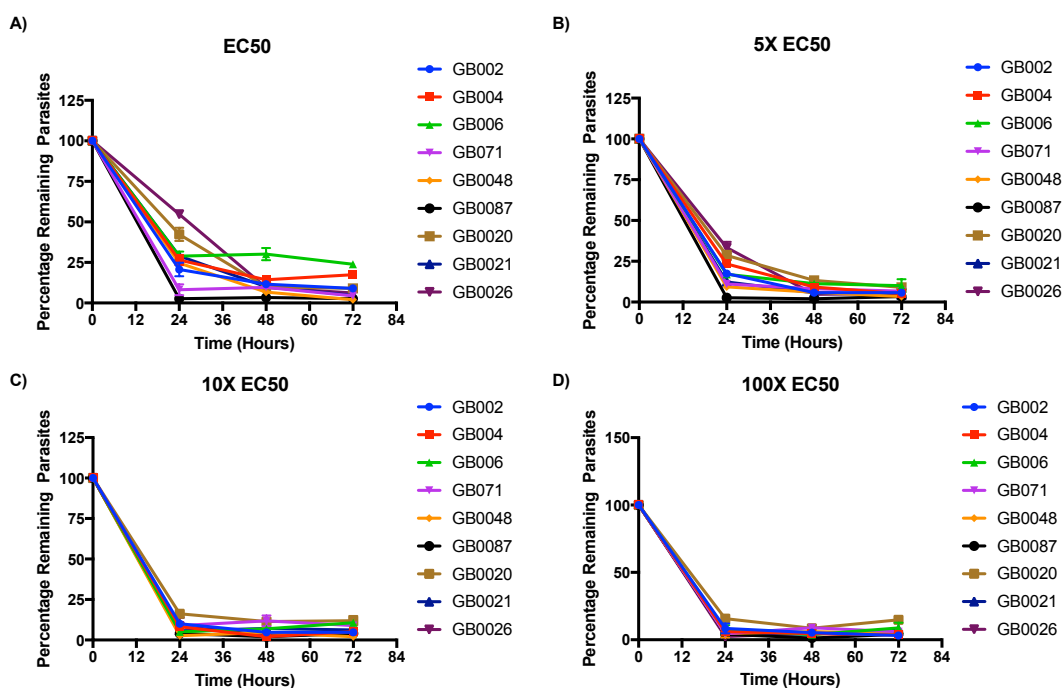 A)
EC50
Percentage Remaining Parasites
125
100
75
50
25
0
0 12 24 36 48 60 72 84
Time (Hours)
GB002
GB004
GB006
GB071
GB0048
GB0087
GB0020
GB0021
GB0026
B)
5X EC50
Percentage Remaining Parasites
125
100
75
50
25
0
0 12 24 36 48 60 72 84
Time (Hours)
GB002
GB004
GB006
GB071
GB0048
GB0087
GB0020
GB0021
GB0026
C)
10X EC50
Percentage Remaining Parasites
125
100
75
50
25
0
0 12 24 36 48 60 72 84
Time (Hours)
GB002
GB004
GB006
GB071
GB0048
GB0087
GB0020
GB0021
GB0026
D)
100X EC50
Percentage Remaining Parasites
150
100
50
0
0 12 24 36 48 60 72 84
Time (Hours)
GB002
GB004
GB006
GB071
GB0048
GB0087
GB0020
GB0021
GB0026